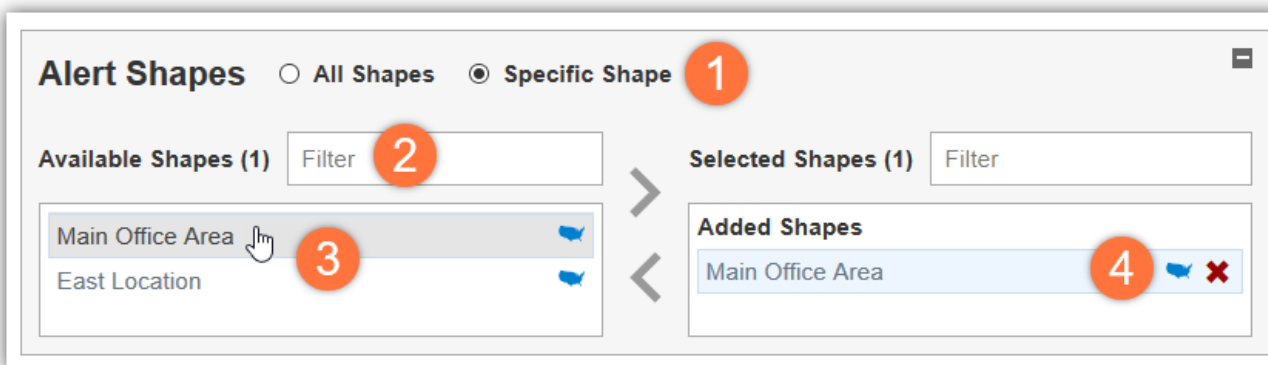 Alert Shapes All Shapes Specific Shape 1
Available Shapes (1) Filter 2
Selected Shapes (1) Filter
Main Office Area
3
East Location
Added Shapes
Main Office Area 4